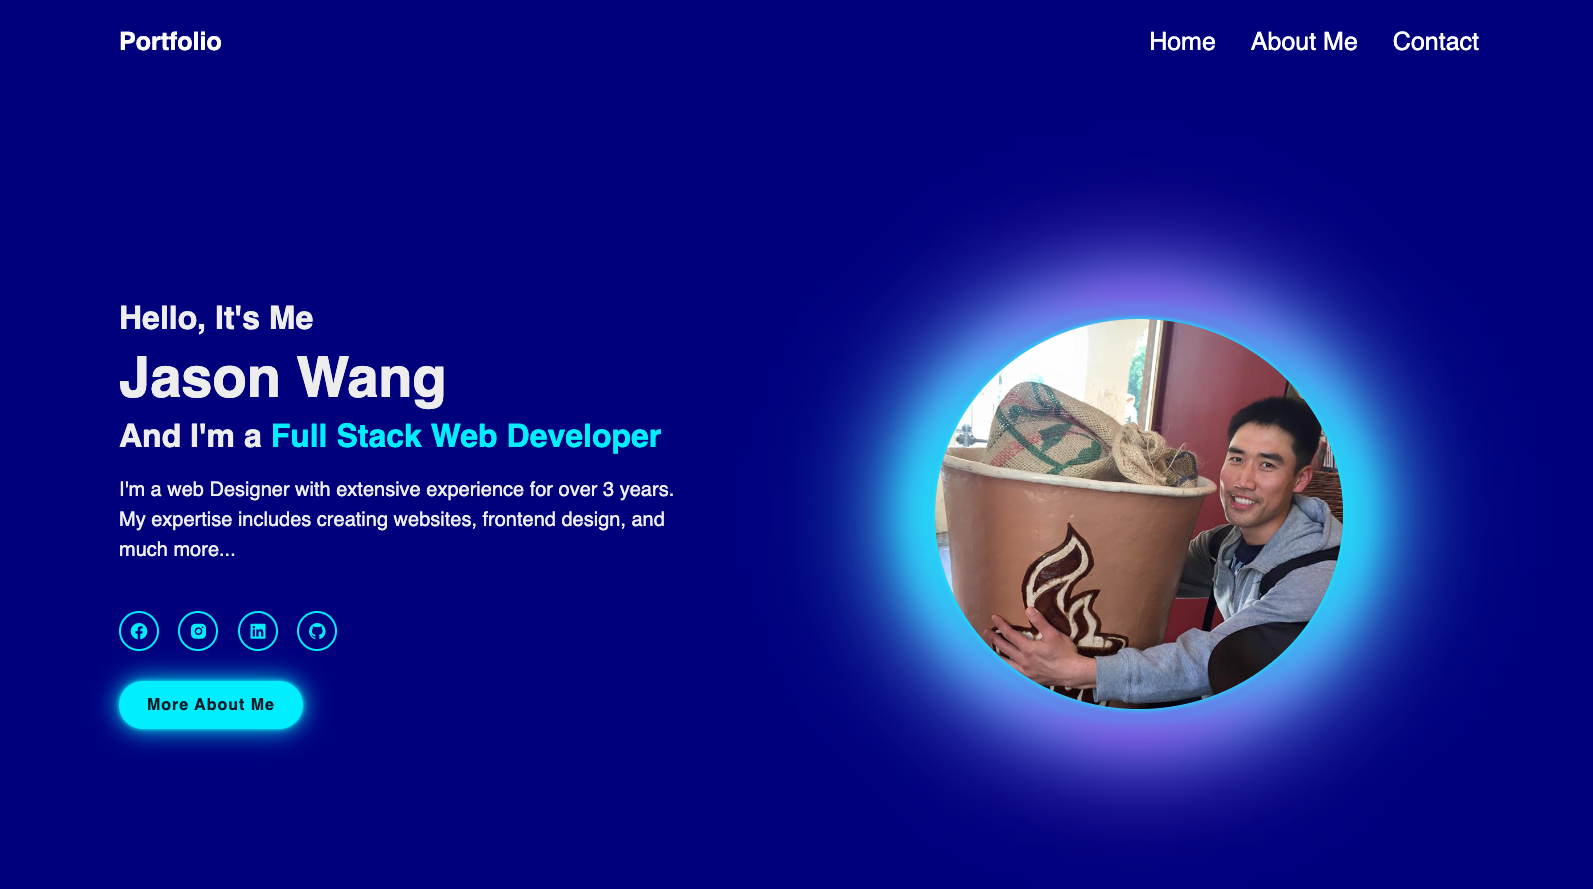 Portfolio
Home About Me Contact
Hello, It's Me
Jason Wang
And I'm a Full Stack Web Developer
I'm a web Designer with extensive experience for over 3 years.
My expertise includes creating websites, frontend design, and
much more...
More About Me